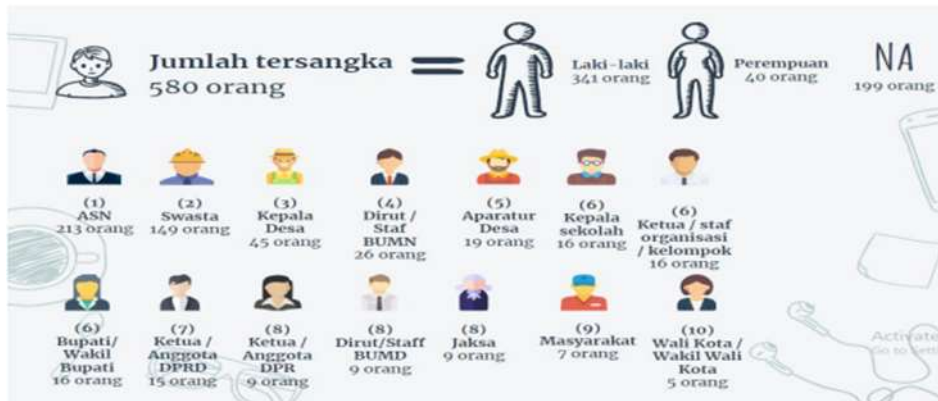 Jumlah tersangka
580 orang
Laki-laki
341 orang
Perempuan
40 orang
NA
199 orang
(1)
ASN
213 orang
(2)
Swasta
149 orang
(3)
Kepala
Desa
45 orang
(4)
Dirut /
Staf
BUMN
26 orang
(5)
Aparatur
Desa
19 orang
(6)
Kepala
sekolah
16 orang
(6)
Ketua / staf
organisasi
/ kelompok
16 orang
(6)
Bupati/
Wakil
Bupati
16 orang
(7)
Ketua /
Anggota
DPRD
15 orang
(8)
Ketua /
Anggota
DPR
9 orang
(8)
Dirut/Staff
BUMD
9 orang
(8)
Jaksa
9 orang
(9)
Masyarakat
7 orang
(10)
Wali Kota /
Wakil Wali
Kota
5 orang
Activate
Go to Setti